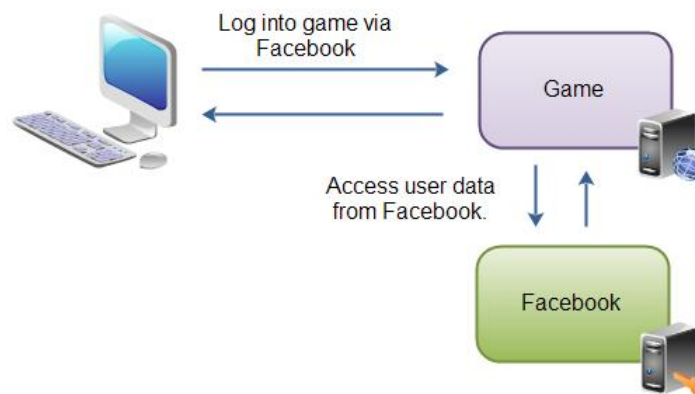 Log into game via
Facebook
Game
Access user data
from Facebook.
Facebook